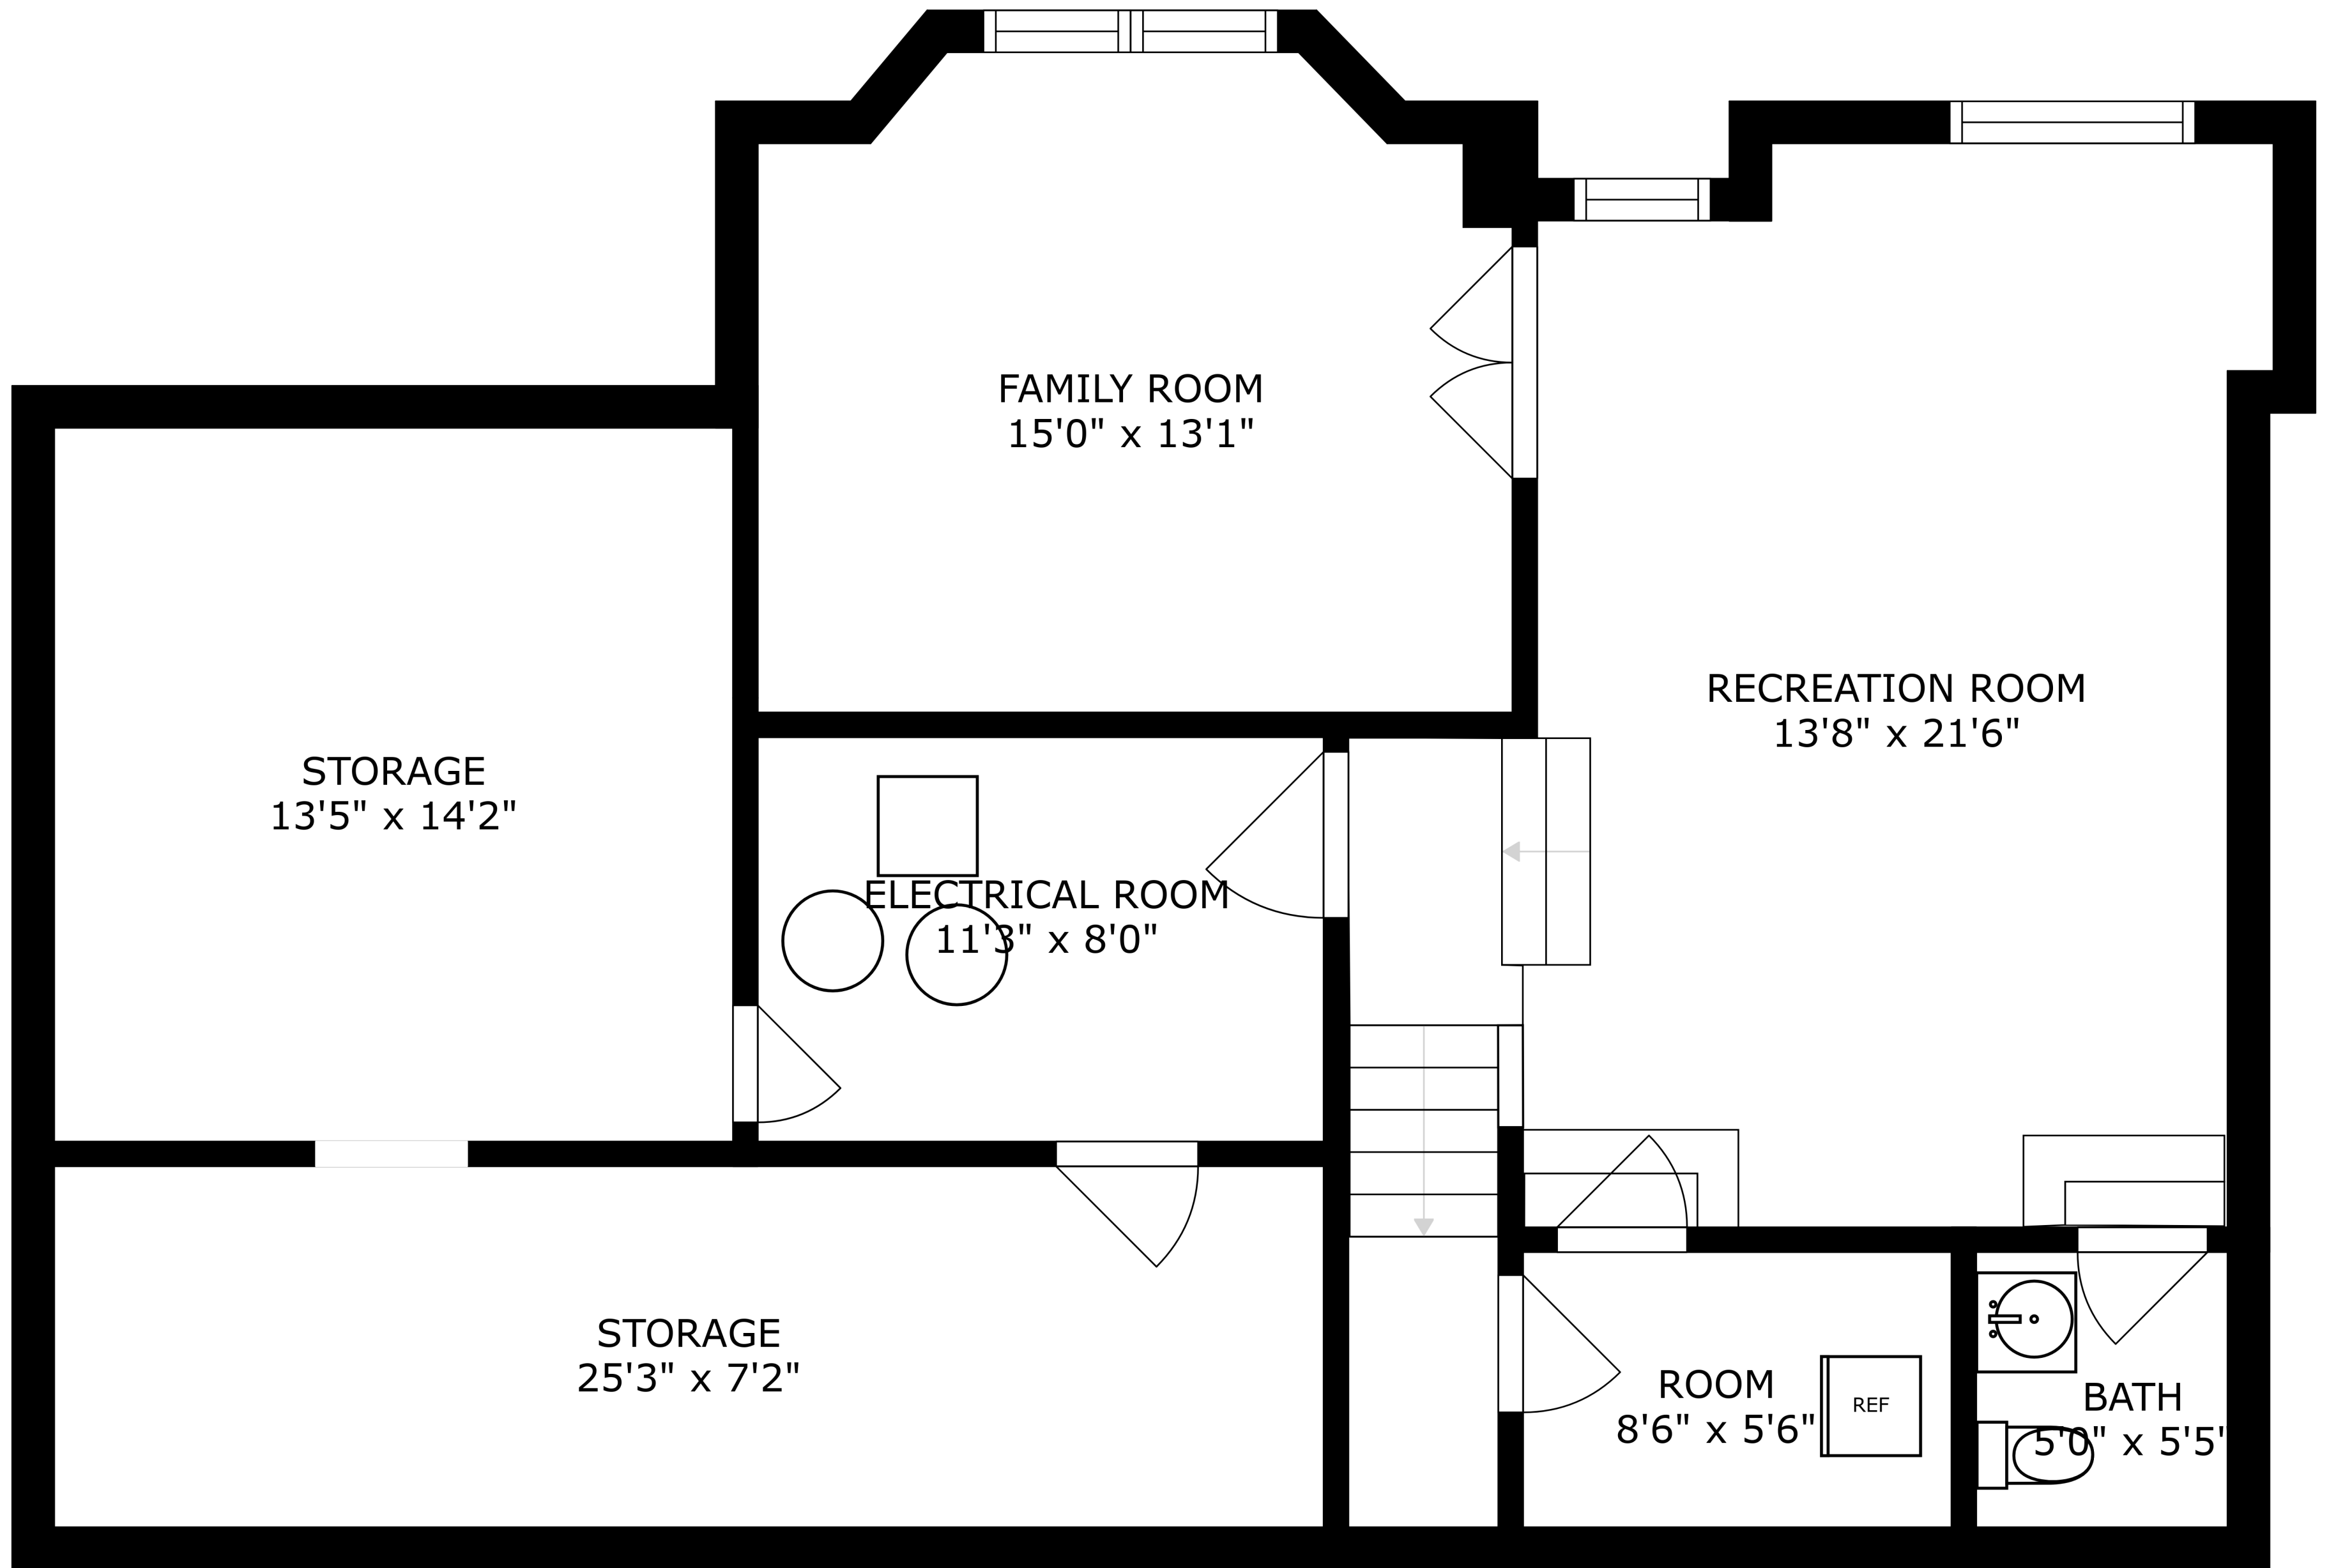 FAMILY ROOM
15'0" x 13'1"
RECREATION ROOM
13'8" x 21'6"
STORAGE
13'5" x 14'2"
ELECTRICAL ROOM
11'3" x 8'0"
STORAGE
25'3" x 7'2"
ROOM
8'6" x 5'6"
REF
BATH
5'0" x 5'5"